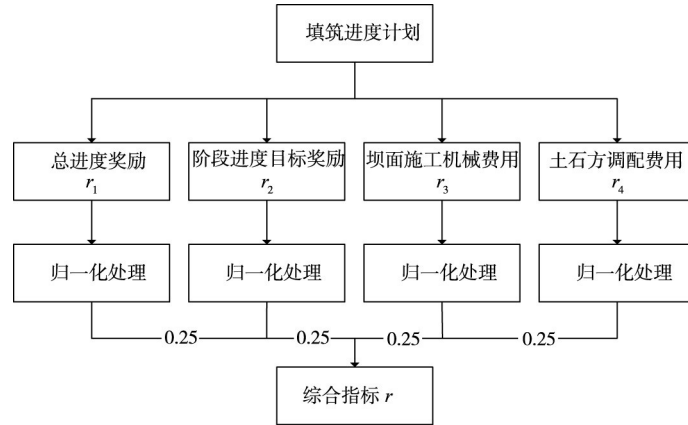 填筑进度计划
总进度奖励
r₁
阶段进度目标奖励
r₂
坝面施工机械费用
r₃
土石方调配费用
r₄
归一化处理
归一化处理
归一化处理
归一化处理
0.25
0.25
0.25
0.25
综合指标 r